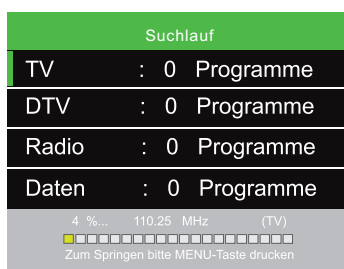 Suchlauf
TV : 0 Programme
DTV : 0 Programme
Radio : 0 Programme
Daten : 0 Programme
4 %... 110.25 MHz (TV)
Zum Springen bitte MENU-Taste drucken